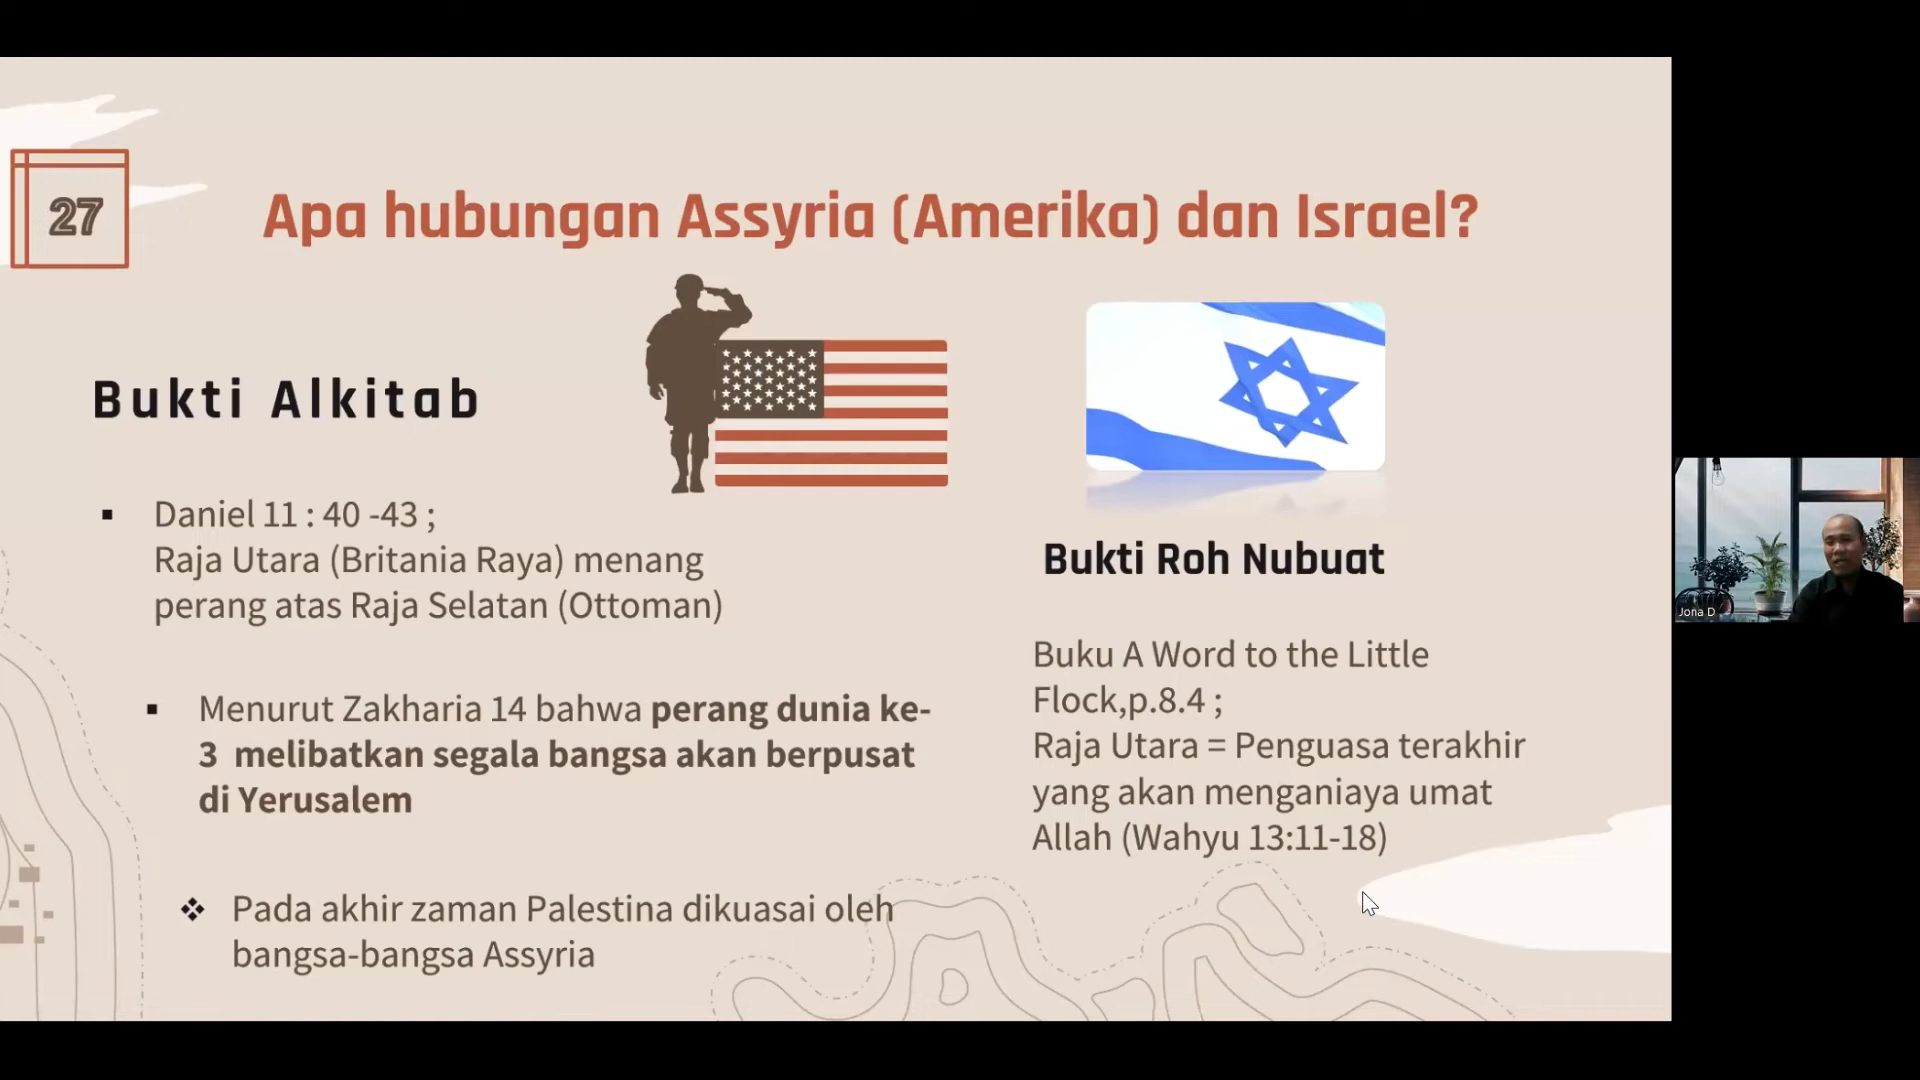 27
Apa hubungan Assyria (Amerika) dan Israel?
Bukti Alkitab
▪ Daniel 11 : 40 -43 ;
Raja Utara (Britania Raya) menang
perang atas Raja Selatan (Ottoman)
▪ Menurut Zakharia 14 bahwa perang dunia ke-
3 melibatkan segala bangsa akan berpusat
di Yerusalem
❖ Pada akhir zaman Palestina dikuasai oleh
bangsa-bangsa Assyria
Bukti Roh Nubuat
Buku A Word to the Little
Flock,p.8.4 ;
Raja Utara = Penguasa terakhir
yang akan menganiaya umat
Allah (Wahyu 13:11-18)
Jona D